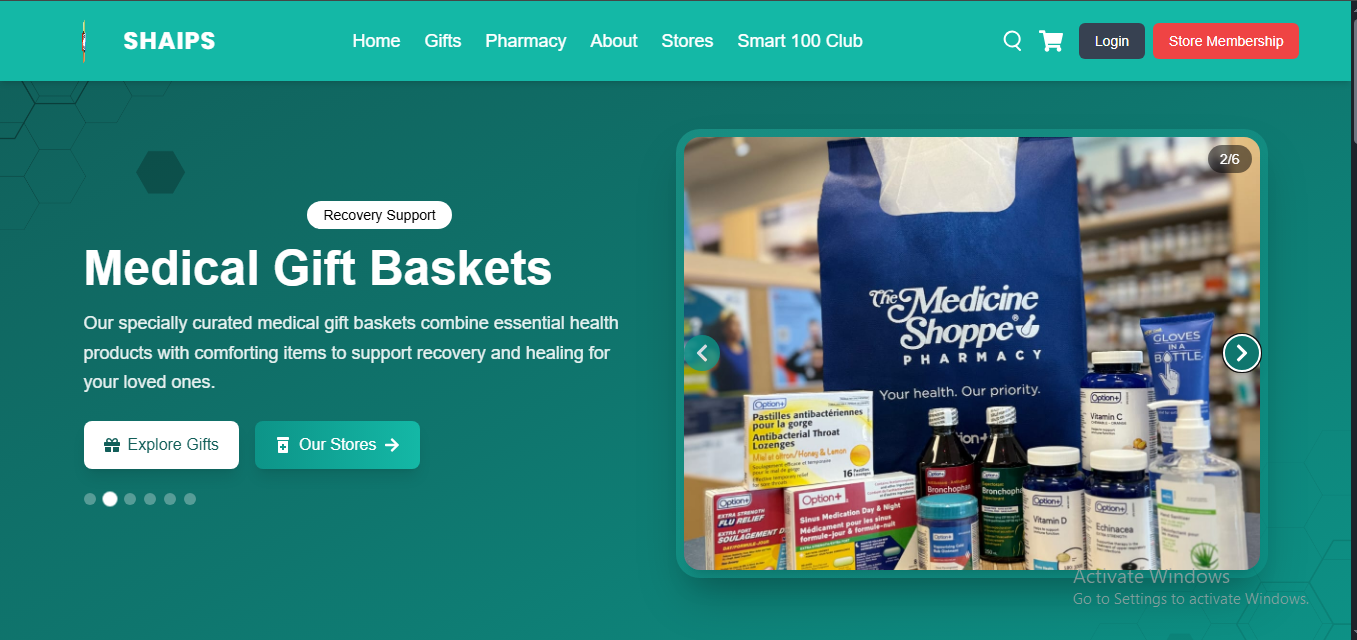 SHAIPS
Home Gifts Pharmacy About Stores Smart 100 Club
Login
Store Membership
2/6
Recovery Support
Medical Gift Baskets
Our specially curated medical gift baskets combine essential health
products with comforting items to support recovery and healing for
your loved ones.
Explore Gifts
Our Stores
The Medicine
Shoppe®
PHARMACY
Your health. Our priority.
GLOVES
IN A
BOTTLE
Option+
Pastilles antibactériennes
pour la gorge
Antibacterial Throat
Lozenges
Miel et citron/Honey & Lemon
16 Pastilles
Option+
EXTRA STRENGTH
FLU RELIEF
EXTRA FORT
SOULAGEMENT D
Option+
Sinus Medication Day & Night
Médicament pour les sinus
formule-jour & formule-nuit
Option+
Bronchophan
Bronchophan
Option+
Option+
Vitamin C
Option+
Vitamin D
Option+
Echinacea
Activate Windows
Go to Settings to activate Windows.